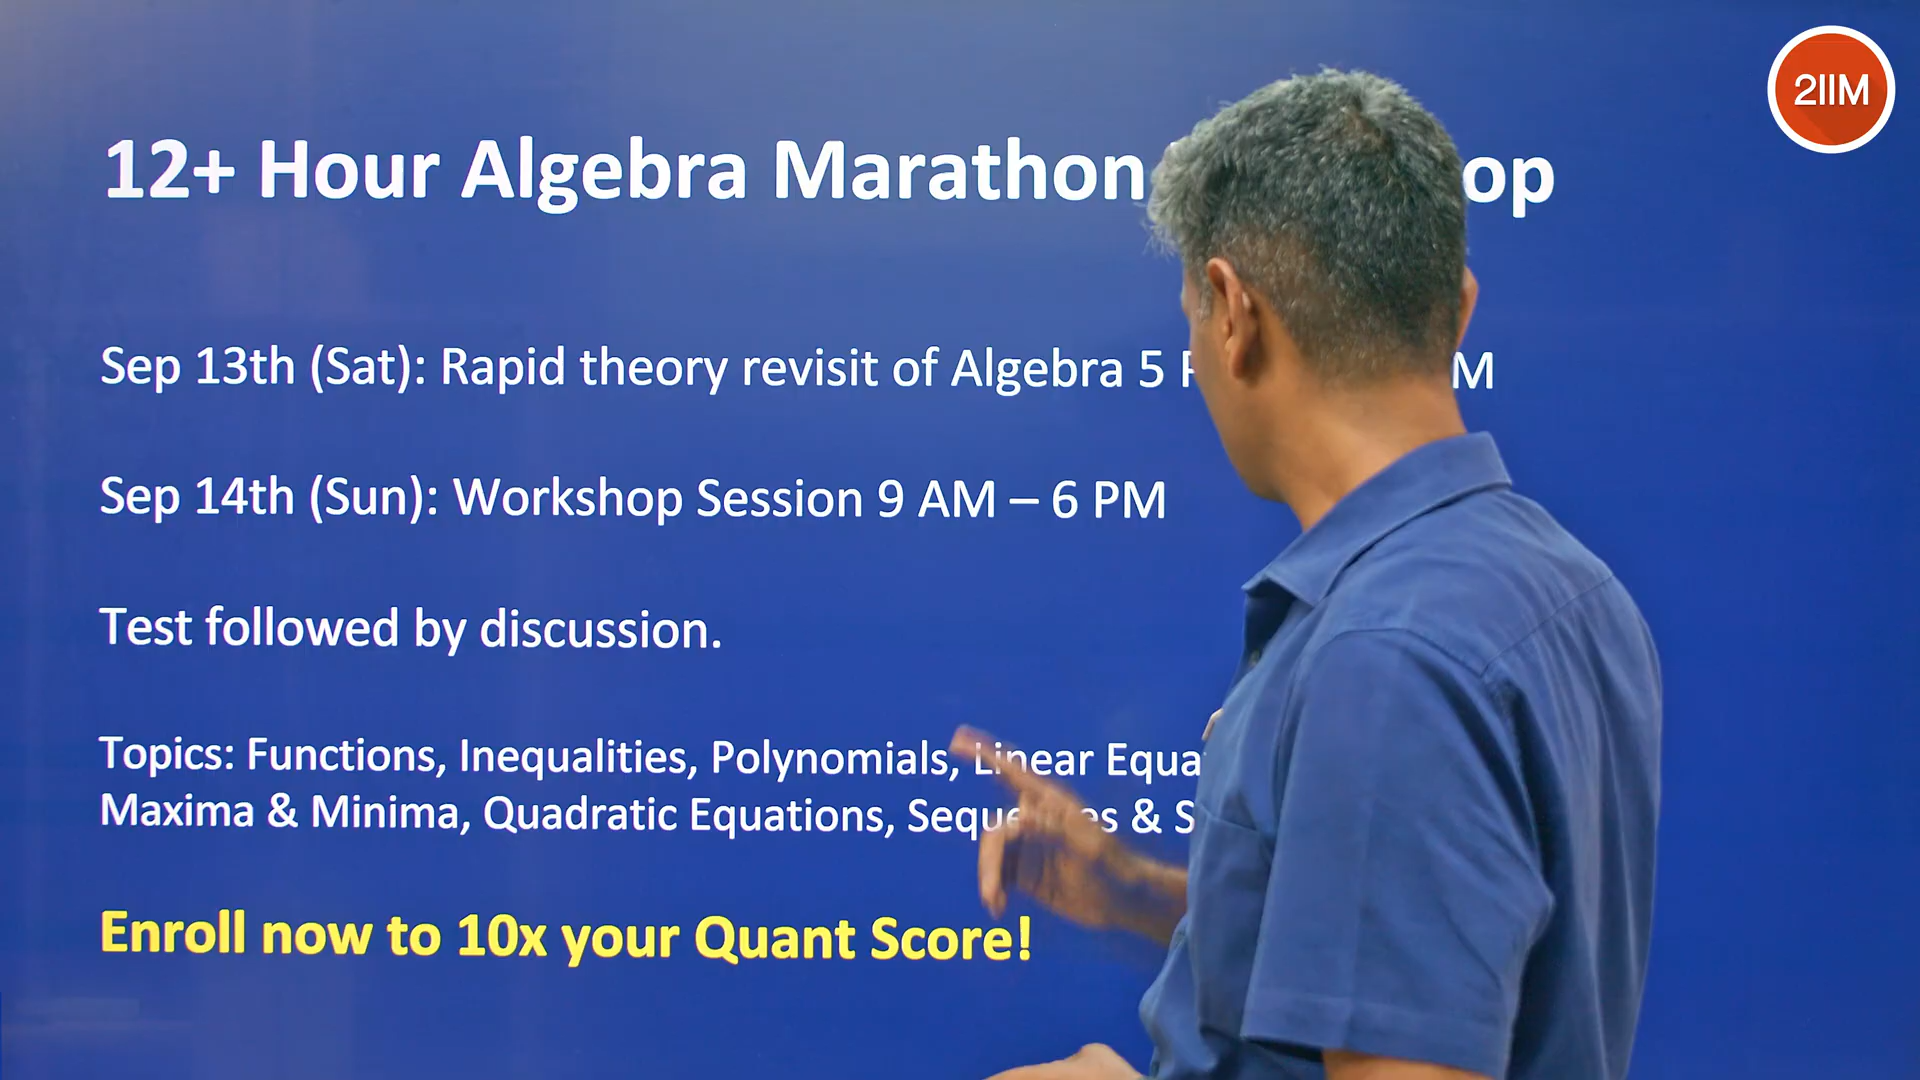 2IIM
12+ Hour Algebra Marathon op
Sep 13th (Sat): Rapid theory revisit of Algebra 5
Sep 14th (Sun): Workshop Session 9 AM – 6 PM
Test followed by discussion.
Topics: Functions, Inequalities, Polynomials, Linear
Maxima & Minima, Quadratic Equations, &
Enroll now to 10x your Quant Score!